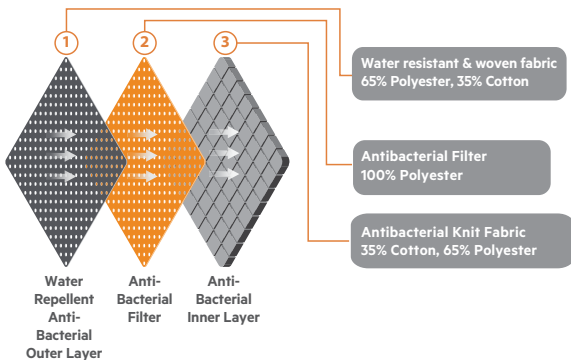 1
2
3
Water resistant & woven fabric
65% Polyester, 35% Cotton
Antibacterial Filter
100% Polyester
Antibacterial Knit Fabric
35% Cotton, 65% Polyester
Water
Repellent
Anti-
Bacterial
Outer Layer
Anti-
Bacterial
Filter
Anti-
Bacterial
Inner Layer